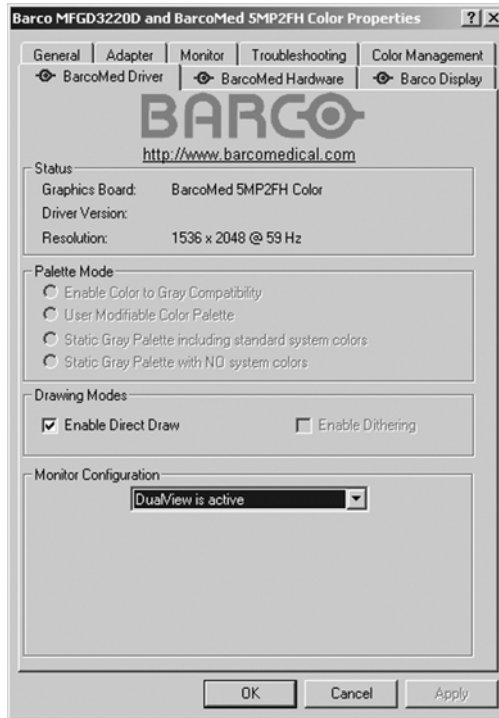 Barco MFGD3220D and BarcoMed 5MP2FH Color Properties
General Adapter Monitor Troubleshooting Color Management
BarcoMed Driver BarcoMed Hardware Barco Display
BARCO
http://www.barcomedical.com
Status
Graphics Board: BarcoMed 5MP2FH Color
Driver Version:
Resolution: 1536 x 2048 @ 59 Hz
Palette Mode
Enable Color to Gray Compatibility
User Modifiable Color Palette
Static Gray Palette including standard system colors
Static Gray Palette with NO system colors
Drawing Modes
Enable Direct Draw Enable Dithering
Monitor Configuration
DualView is active
OK Cancel Apply